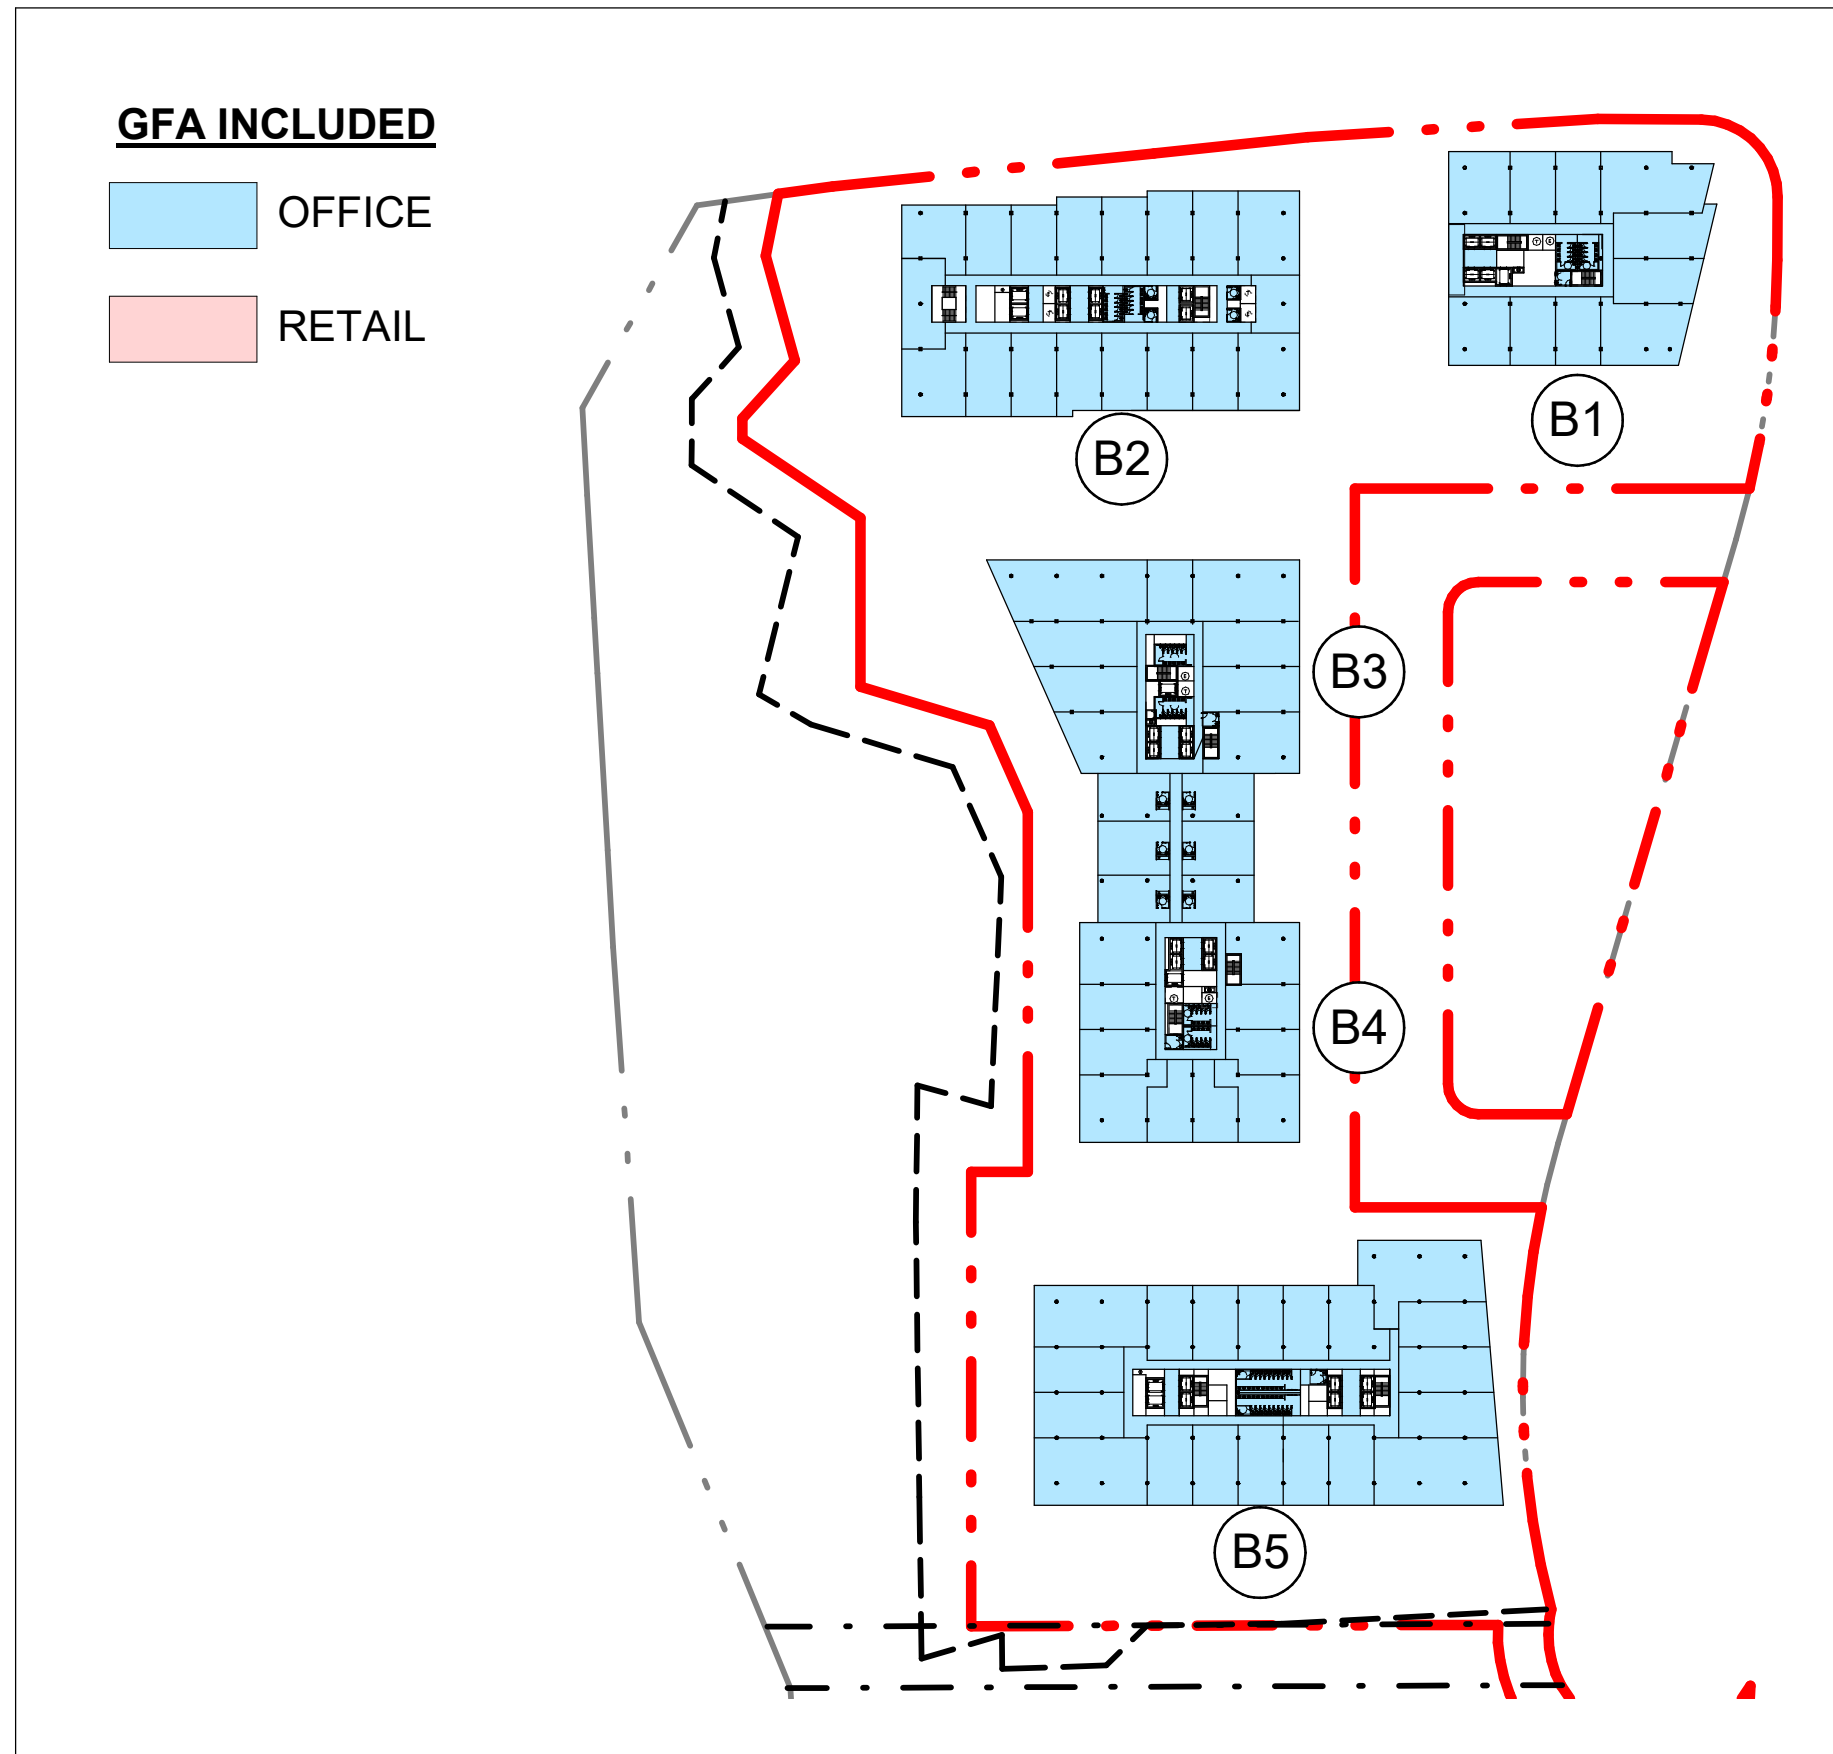 GFA INCLUDED
OFFICE
RETAIL
B1
B2
B3
B4
B5